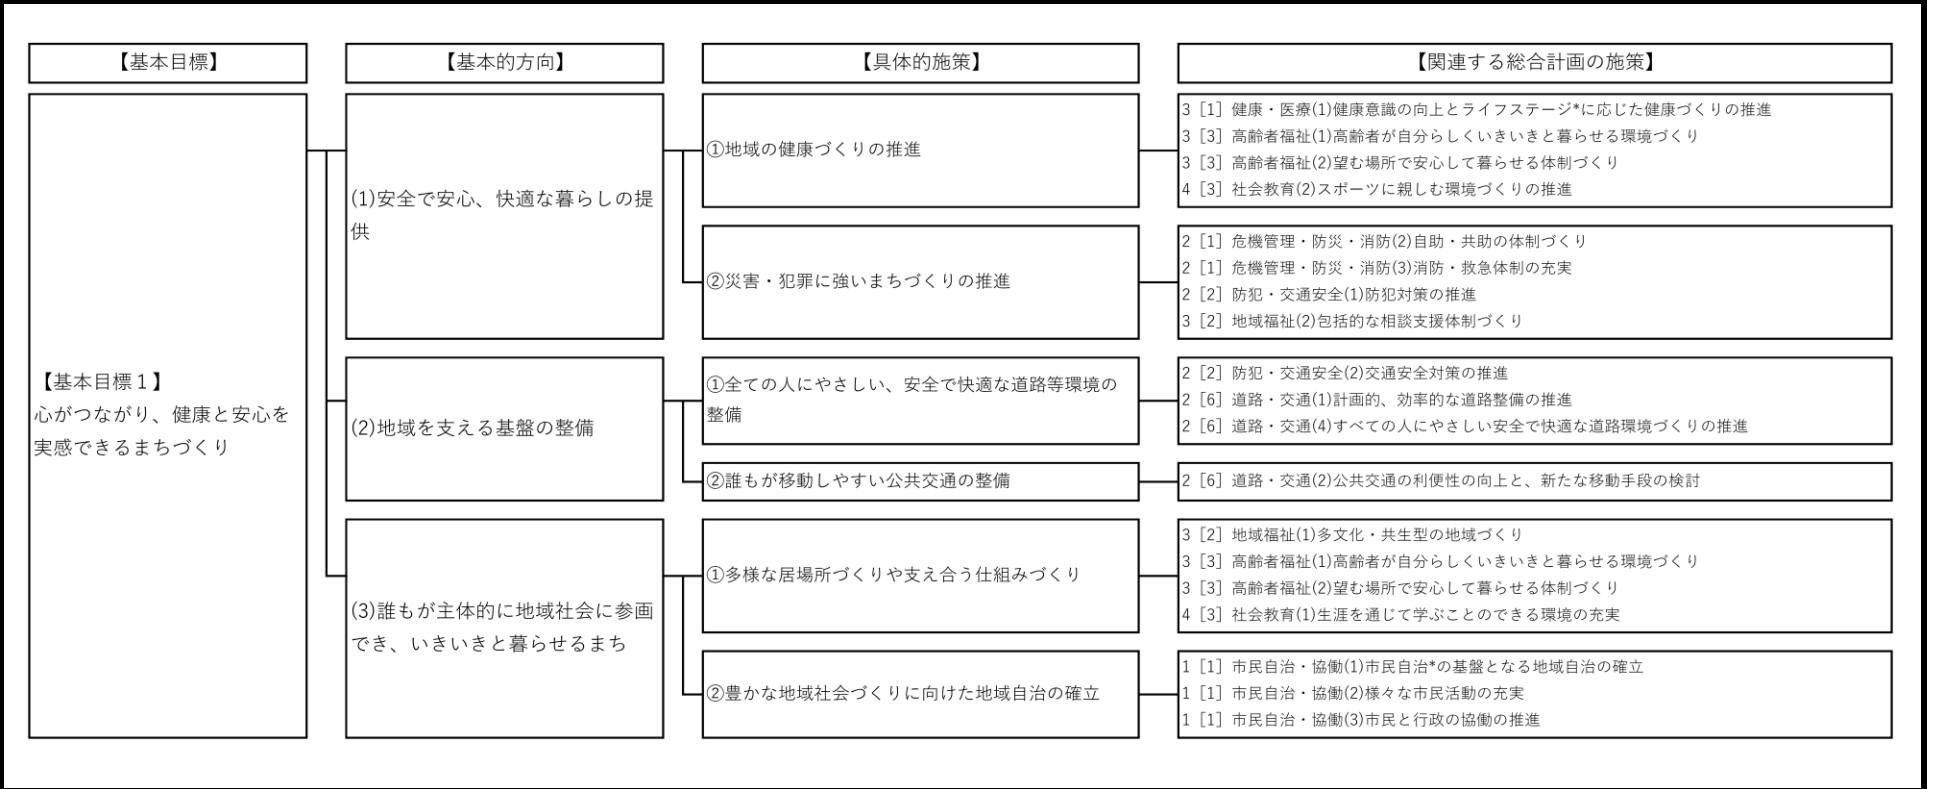 【基本目標】
【基本的方向】
【具体的施策】
【関連する総合計画の施策】
【基本目標１】
心がつながり、健康と安心を
実感できるまちづくり
(1)安全で安心、快適な暮らしの提
供
①地域の健康づくりの推進
3［1］健康・医療(1)健康意識の向上とライフステージ*に応じた健康づくりの推進
3［3］高齢者福祉(1)高齢者が自分らしくいきいきと暮らせる環境づくり
3［3］高齢者福祉(2)望む場所で安心して暮らせる体制づくり
4［3］社会教育(2)スポーツに親しむ環境づくりの推進
②災害・犯罪に強いまちづくりの推進
2［1］危機管理・防災・消防(2)自助・共助の体制づくり
2［1］危機管理・防災・消防(3)消防・救急体制の充実
2［2］防犯・交通安全(1)防犯対策の推進
3［2］地域福祉(2)包括的な相談支援体制づくり
(2)地域を支える基盤の整備
①全ての人にやさしい、安全で快適な道路等環境の
整備
2［2］防犯・交通安全(2)交通安全対策の推進
2［6］道路・交通(1)計画的、効率的な道路整備の推進
2［6］道路・交通(4)すべての人にやさしい安全で快適な道路環境づくりの推進
②誰もが移動しやすい公共交通の整備
2［6］道路・交通(2)公共交通の利便性の向上と、新たな移動手段の検討
(3)誰もが主体的に地域社会に参画
でき、いきいきと暮らせるまち
①多様な居場所づくりや支え合う仕組みづくり
3［2］地域福祉(1)多文化・共生型の地域づくり
3［3］高齢者福祉(1)高齢者が自分らしくいきいきと暮らせる環境づくり
3［3］高齢者福祉(2)望む場所で安心して暮らせる体制づくり
4［3］社会教育(1)生涯を通じて学ぶことのできる環境の充実
②豊かな地域社会づくりに向けた地域自治の確立
1［1］市民自治・協働(1)市民自治*の基盤となる地域自治の確立
1［1］市民自治・協働(2)様々な市民活動の充実
1［1］市民自治・協働(3)市民と行政の協働の推進